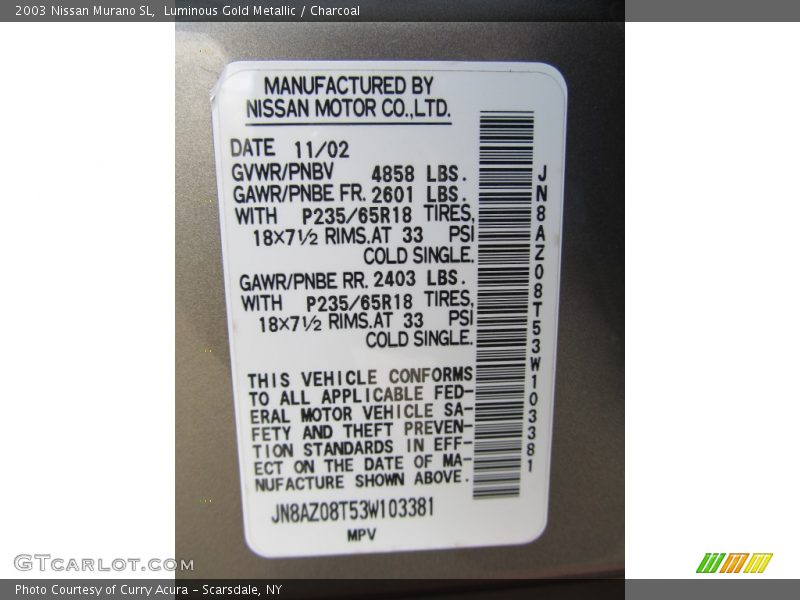 2003 Nissan Murano SL,  Luminous Gold Metallic / Charcoal
MANUFACTURED BY
NISSAN MOTOR CO.,LTD.
DATE 11/02
GVWR/PNBV 4858 LBS.
GAWR/PNBE FR. 2601 LBS.
WITH P235/65R18 TIRES,
18×7½ RIMS.AT 33 PSI
COLD SINGLE.
GAWR/PNBE RR. 2403 LBS.
WITH P235/65R18 TIRES,
18×7½ RIMS.AT 33 PSI
COLD SINGLE.
THIS VEHICLE CONFORMS
TO ALL APPLICABLE FED-
ERAL MOTOR VEHICLE SA-
FETY AND THEFT PREVEN-
TION STANDARDS IN EFF-
ECT ON THE DATE OF MA-
NUFACTURE SHOWN ABOVE.
JN8AZ08T53W103381
MPV
JN8AZ08T53W103381
GTcarlot.com
Photo Courtesy of Curry Acura – Scarsdale, NY